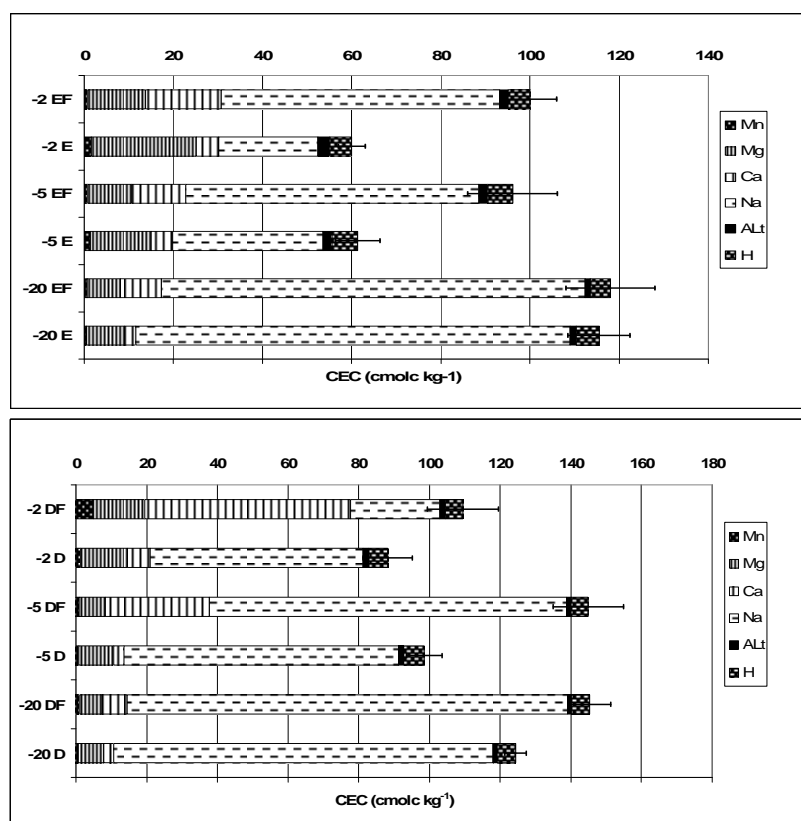 0 20 40 60 80 100 120 140
-2 EF
-2 E
-5 EF
-5 E
-20 EF
-20 E
CEC (cmolc kg-1)
Mn
Mg
Ca
Na
ALt
H
0 20 40 60 80 100 120 140 160 180
-2 DF
-2 D
-5 DF
-5 D
-20 DF
-20 D
CEC (cmolc kg⁻¹)
Mn
Mg
Ca
Na
ALt
H